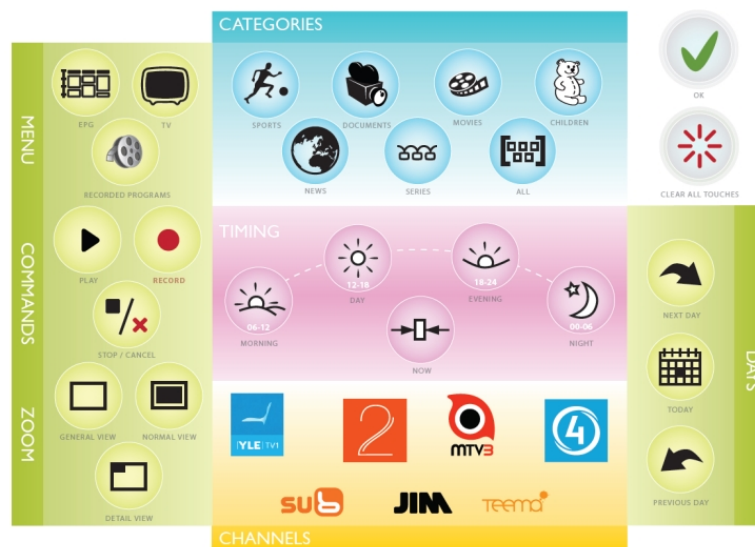 CATEGORIES
SPORTS
DOCUMENTS
MOVIES
CHILDREN
NEWS
SERIES
ALL
OK
CLEAR ALL TOUCHES
MENU
EPG
TV
RECORDED PROGRAMS
COMMANDS
PLAY
RECORD
STOP / CANCEL
ZOOM
GENERAL VIEW
NORMAL VIEW
DETAIL VIEW
TIMING
06-12
MORNING
12-18
DAY
18-24
EVENING
00-06
NIGHT
NOW
DAYS
NEXT DAY
TODAY
PREVIOUS DAY
YLE TV1
2
MTV3
4
SUb
JIM
Teema
CHANNELS